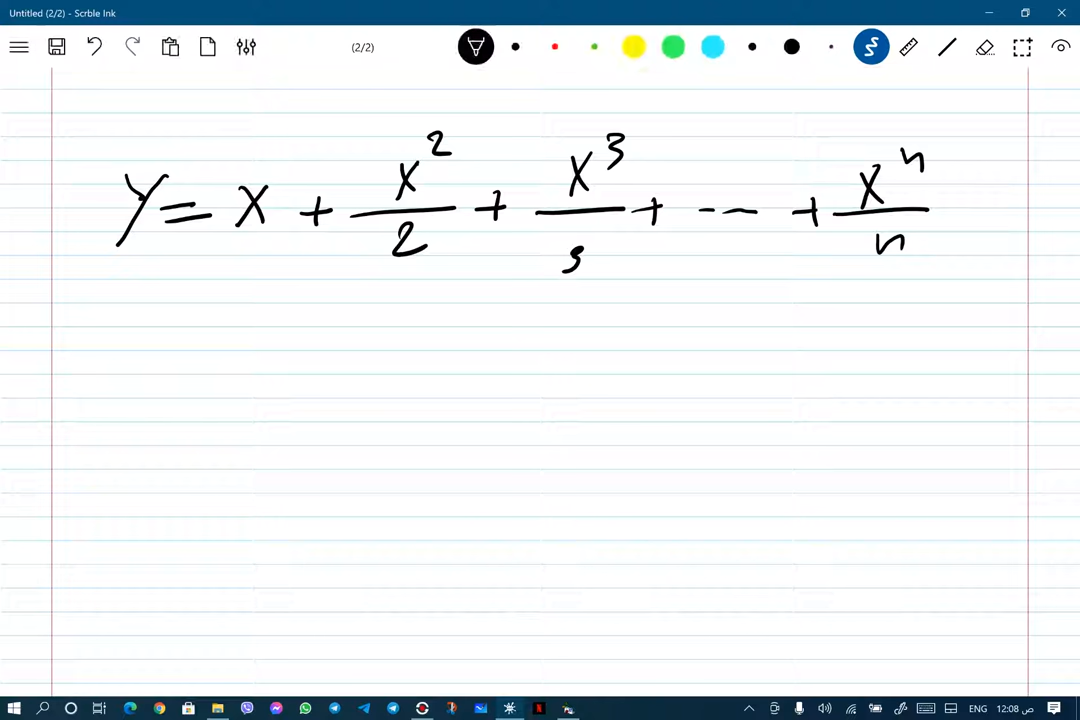 Untitled (2/2) - Scrble Ink
(2/2)
Y = X + X^2/2 + X^3/3 + --- + X^n/n
ENG 12:08 ص